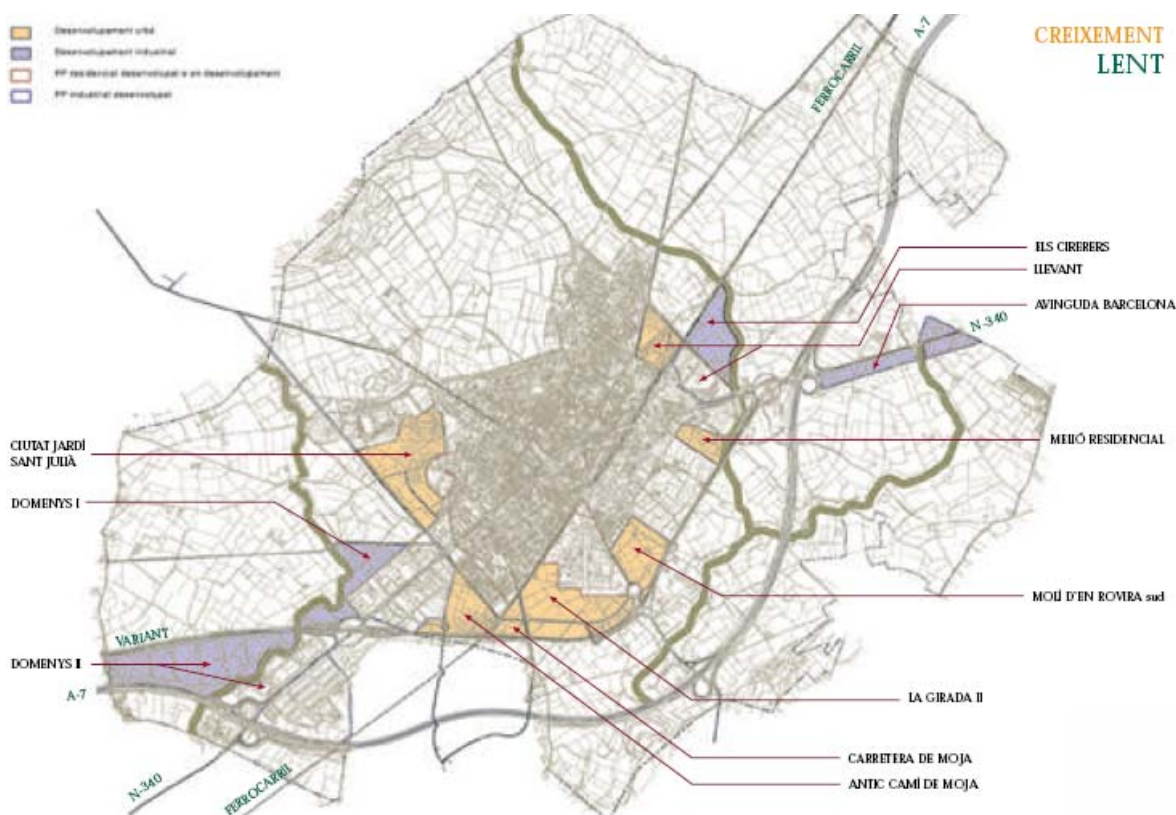 Desenvolupament urbà
Desenvolupament industrial
PP residencial desenvolupat o en desenvolupament
PP industrial desenvolupat
CREIXEMENT
LENT
A-7
FERROCARRIL
ELS CIRERERS
LLEVANT
AVINGUDA BARCELONA
N-340
CIUTAT JARDÍ
SANT JULIÀ
MELIÓ RESIDENCIAL
DOMENYS I
MOLÍ D'EN ROVIRA sud
VARIANT
DOMENYS II
A-7
LA GIRADA II
CARRETERA DE MOJA
ANTIC CAMÍ DE MOJA
N-340
FERROCARRIL